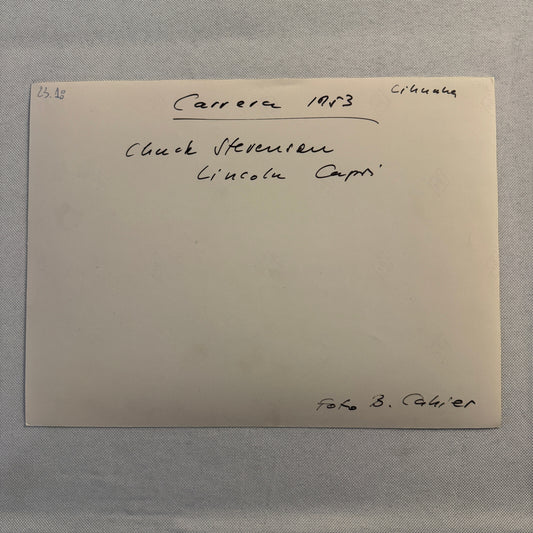 23.18
Carrera 1953
Cihuaha
Chuck Stevenson
Lincoln Capri
Foto B. Cahier